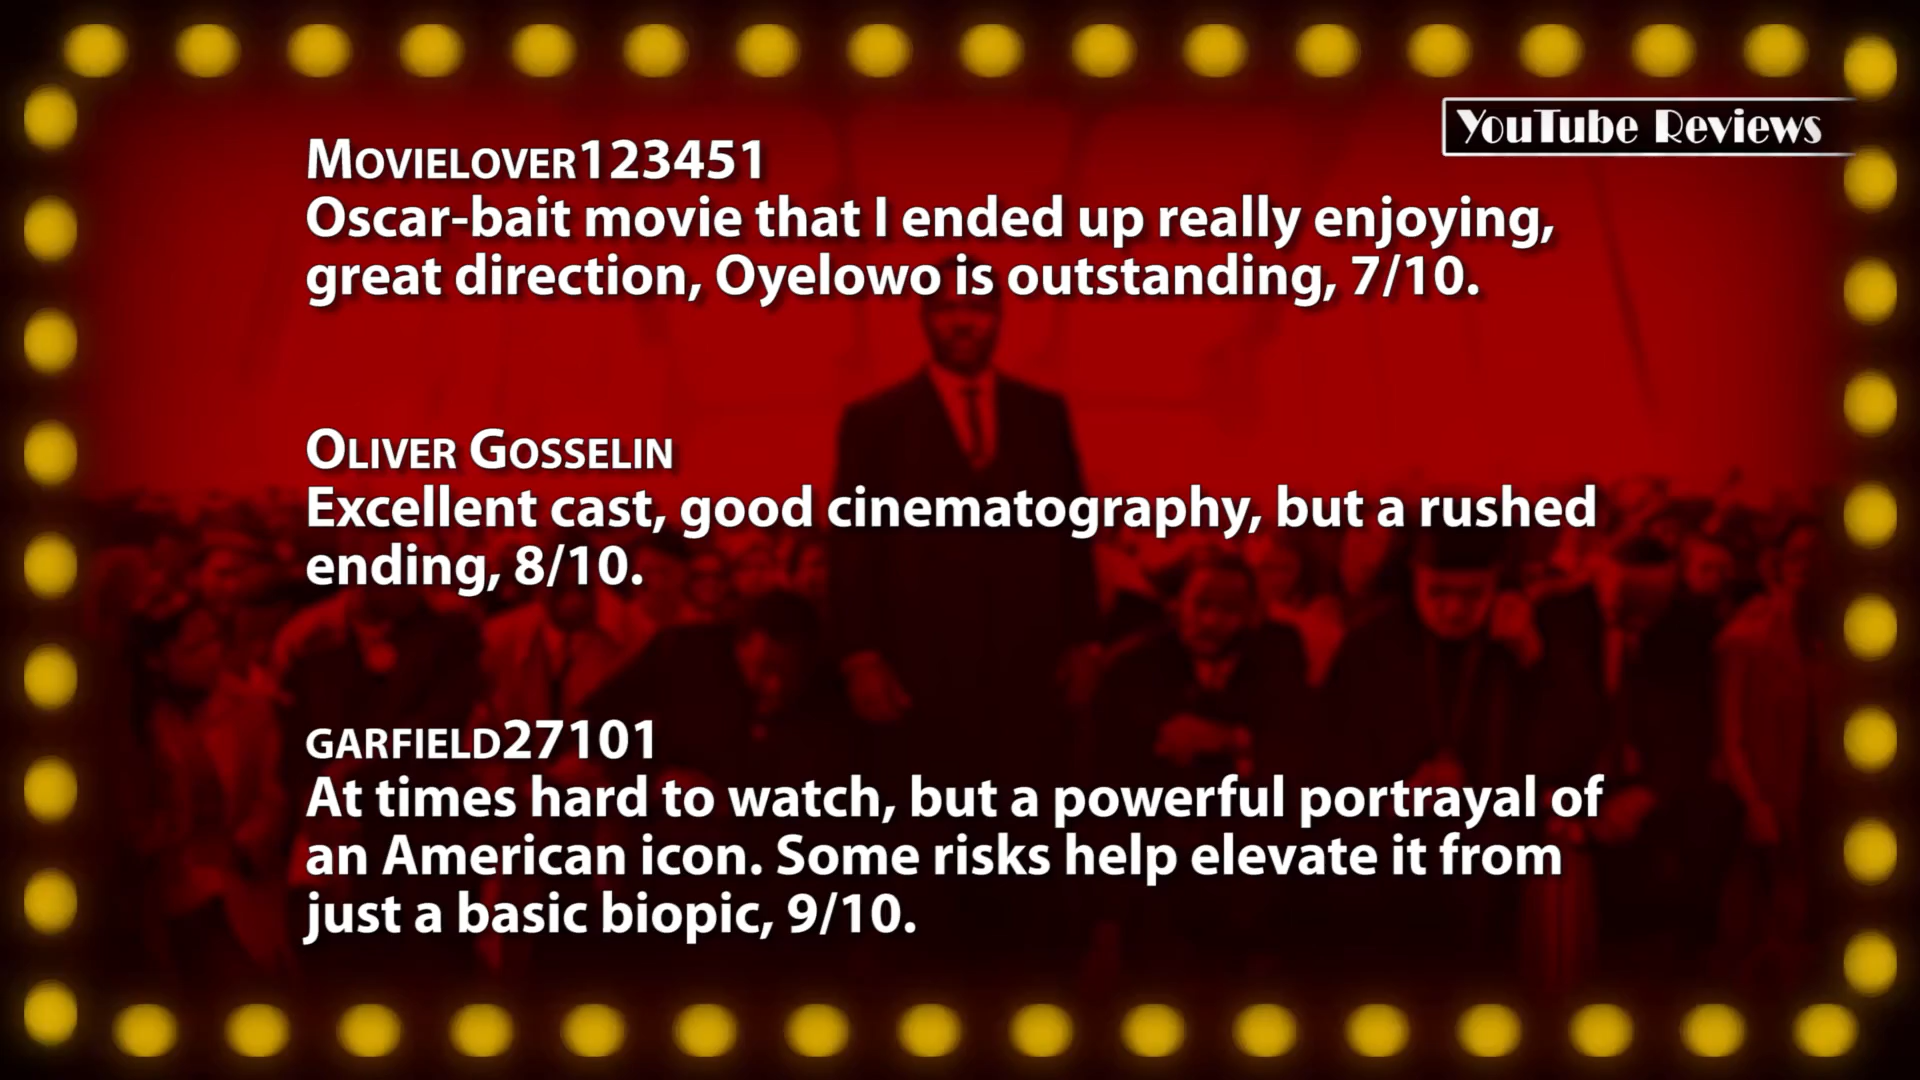 YouTube Reviews
Movielover123451
Oscar-bait movie that I ended up really enjoying,
great direction, Oyelowo is outstanding, 7/10.
Oliver Gosselin
Excellent cast, good cinematography, but a rushed
ending, 8/10.
garfield27101
At times hard to watch, but a powerful portrayal of
an American icon. Some risks help elevate it from
just a basic biopic, 9/10.